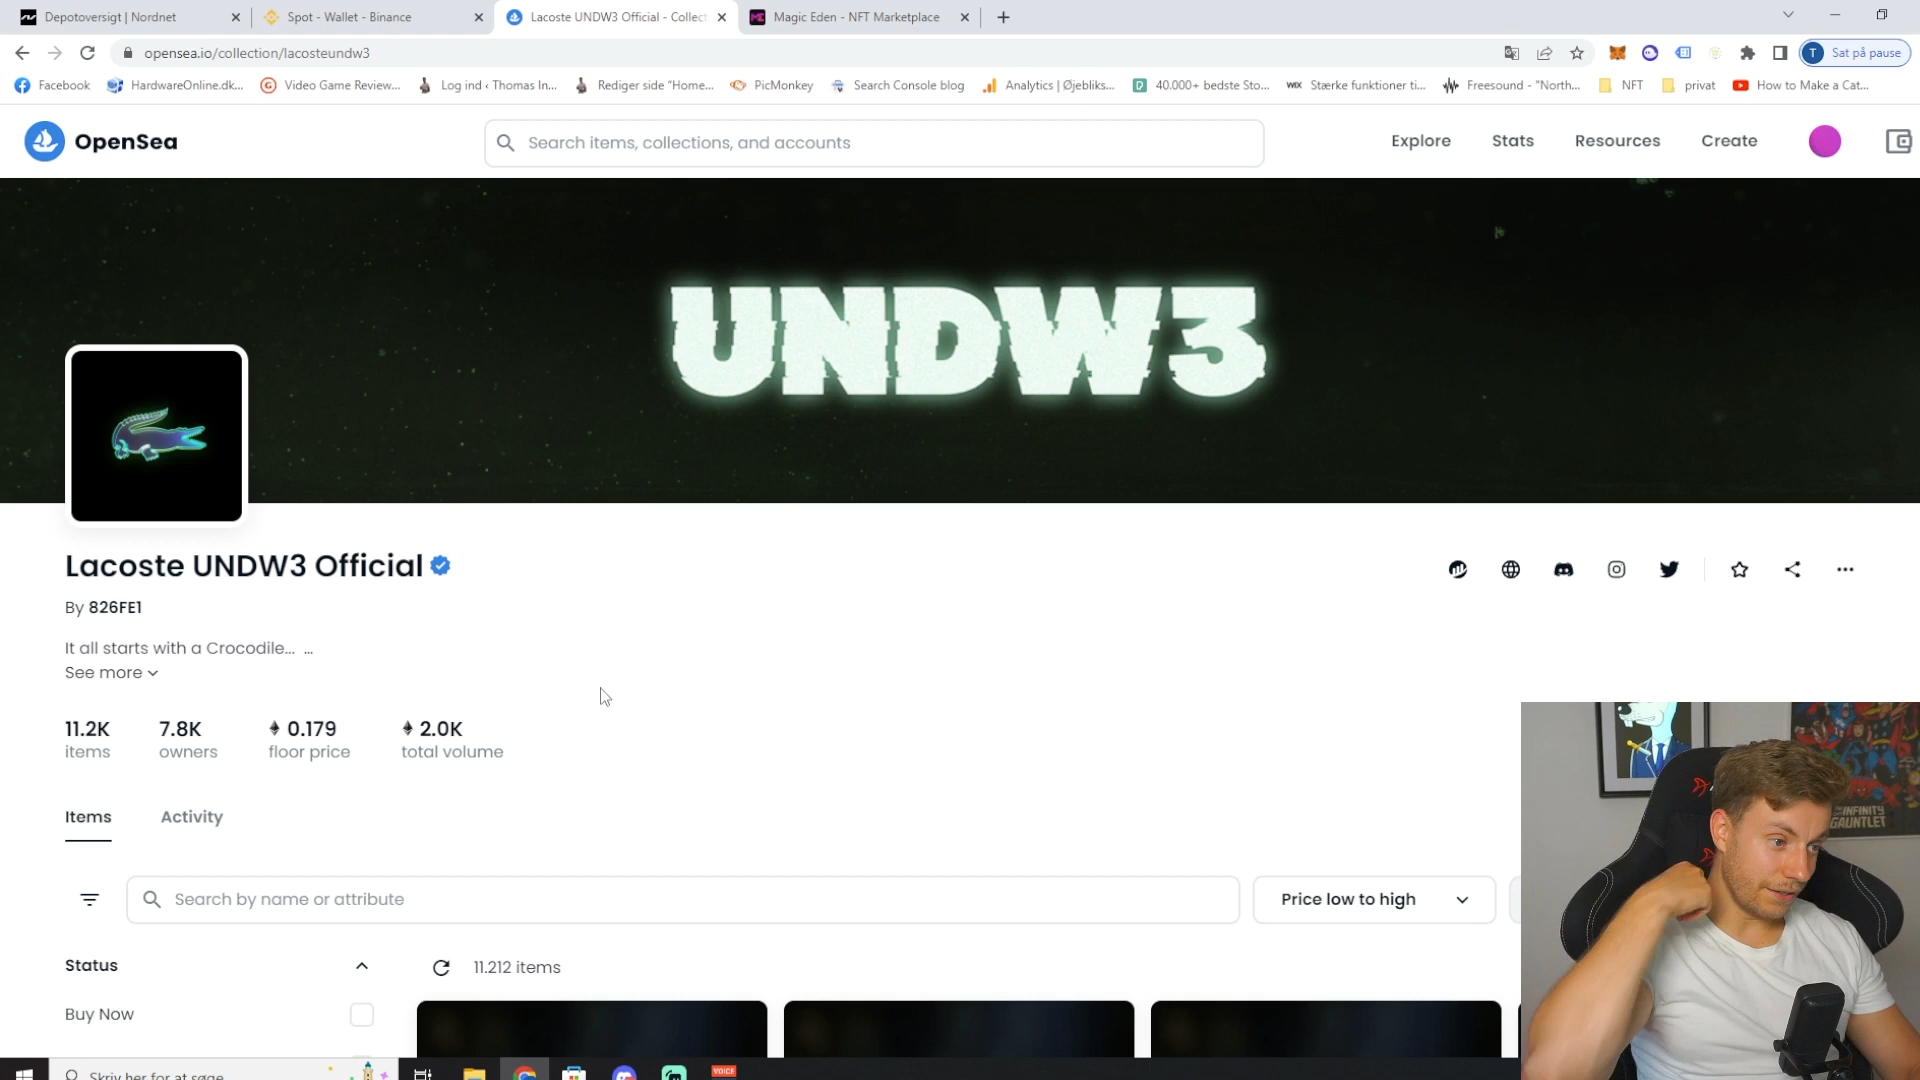 Depotoversigt | Nordnet
Spot - Wallet - Binance
Lacoste UNDW3 Official - Collect
Magic Eden - NFT Marketplace
opensea.io/collection/lacosteundw3
T
Sat på pause
Facebook
HardwareOnline.dk...
Video Game Review...
Log ind ‹ Thomas In...
Rediger side "Home...
PicMonkey
Search Console blog
Analytics | Øjebliks...
40.000+ bedste Sto...
WIX
Stærke funktioner ti...
Freesound - "North...
NFT
privat
How to Make a Cat...
OpenSea
Search items, collections, and accounts
Explore
Stats
Resources
Create
UNDW3
Lacoste UNDW3 Official
By 826FE1
It all starts with a Crocodile... ...
See more
11.2K
7.8K
0.179
2.0K
items
owners
floor price
total volume
Items
Activity
Search by name or attribute
Price low to high
Status
11.212 items
Buy Now
INFINITY
GAUNTLET
Skriv her for at søge
VOICE